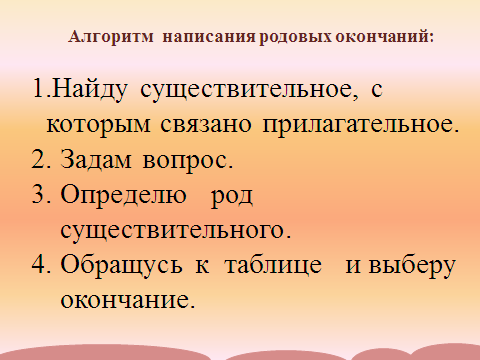 Алгоритм написания родовых окончаний:
1.Найду существительное, с
которым связано прилагательное.
2. Задам вопрос.
3. Определю род
существительного.
4. Обращусь к таблице и выберу
окончание.